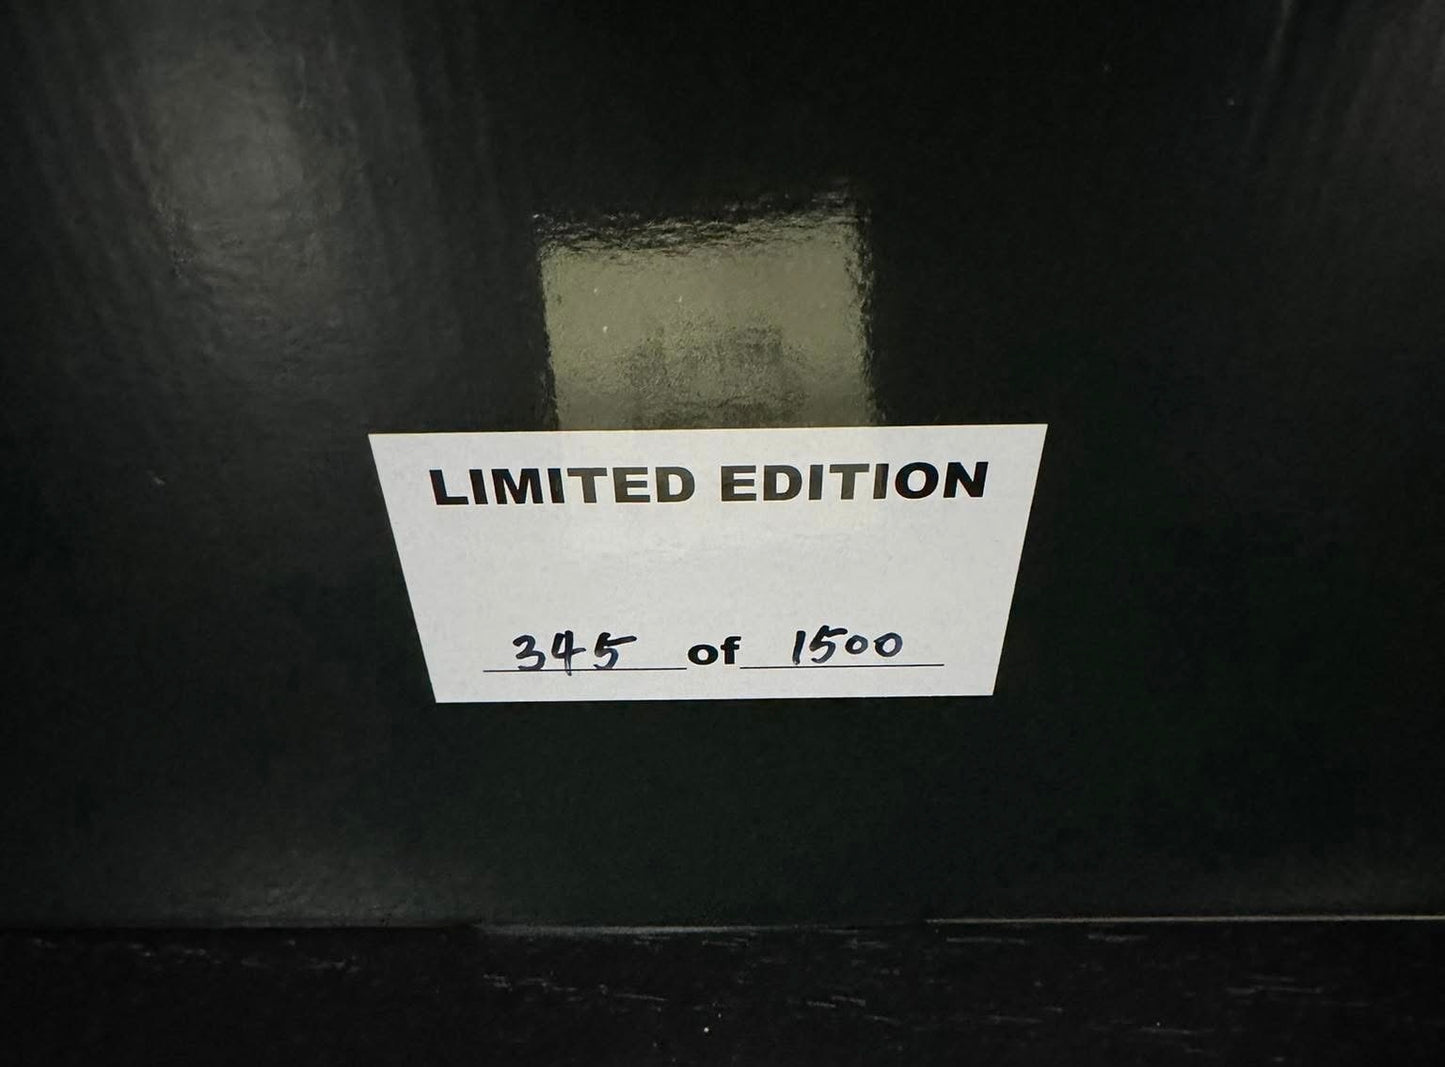 LIMITED EDITION
345 of 1500